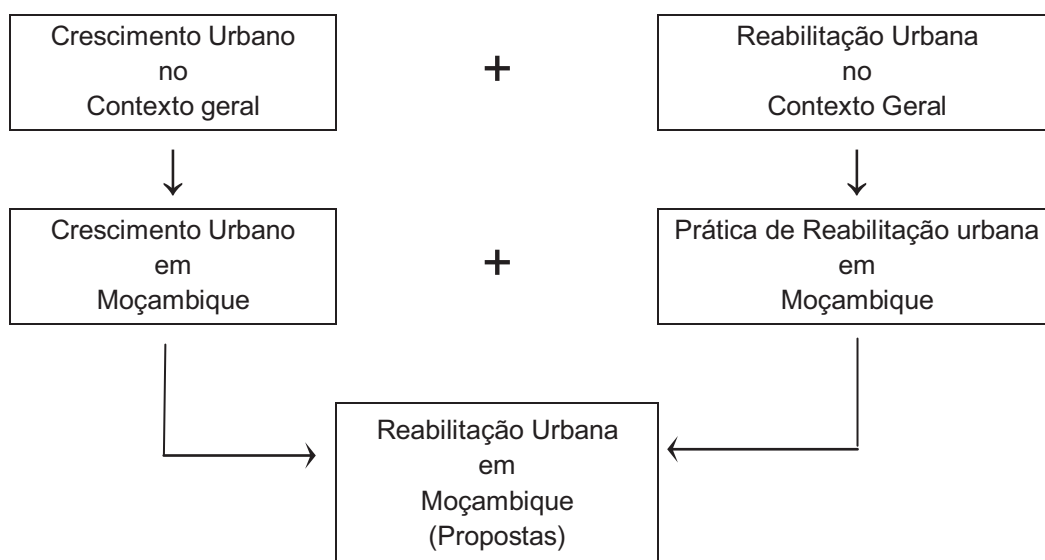 Crescimento Urbano
no
Contexto geral
+
Reabilitação Urbana
no
Contexto Geral
Crescimento Urbano
em
Moçambique
+
Prática de Reabilitação urbana
em
Moçambique
Reabilitação Urbana
em
Moçambique
(Propostas)